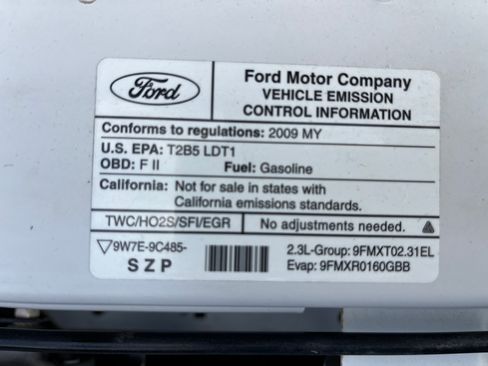 Ford
Ford Motor Company
VEHICLE EMISSION
CONTROL INFORMATION
Conforms to regulations: 2009 MY
U.S. EPA: T2B5 LDT1
OBD: F II Fuel: Gasoline
California: Not for sale in states with
California emissions standards.
TWC/HO2S/SFI/EGR No adjustments needed.
9W7E-9C485-
S Z P
2.3L-Group: 9FMXT02.31EL
Evap: 9FMXR0160GBB